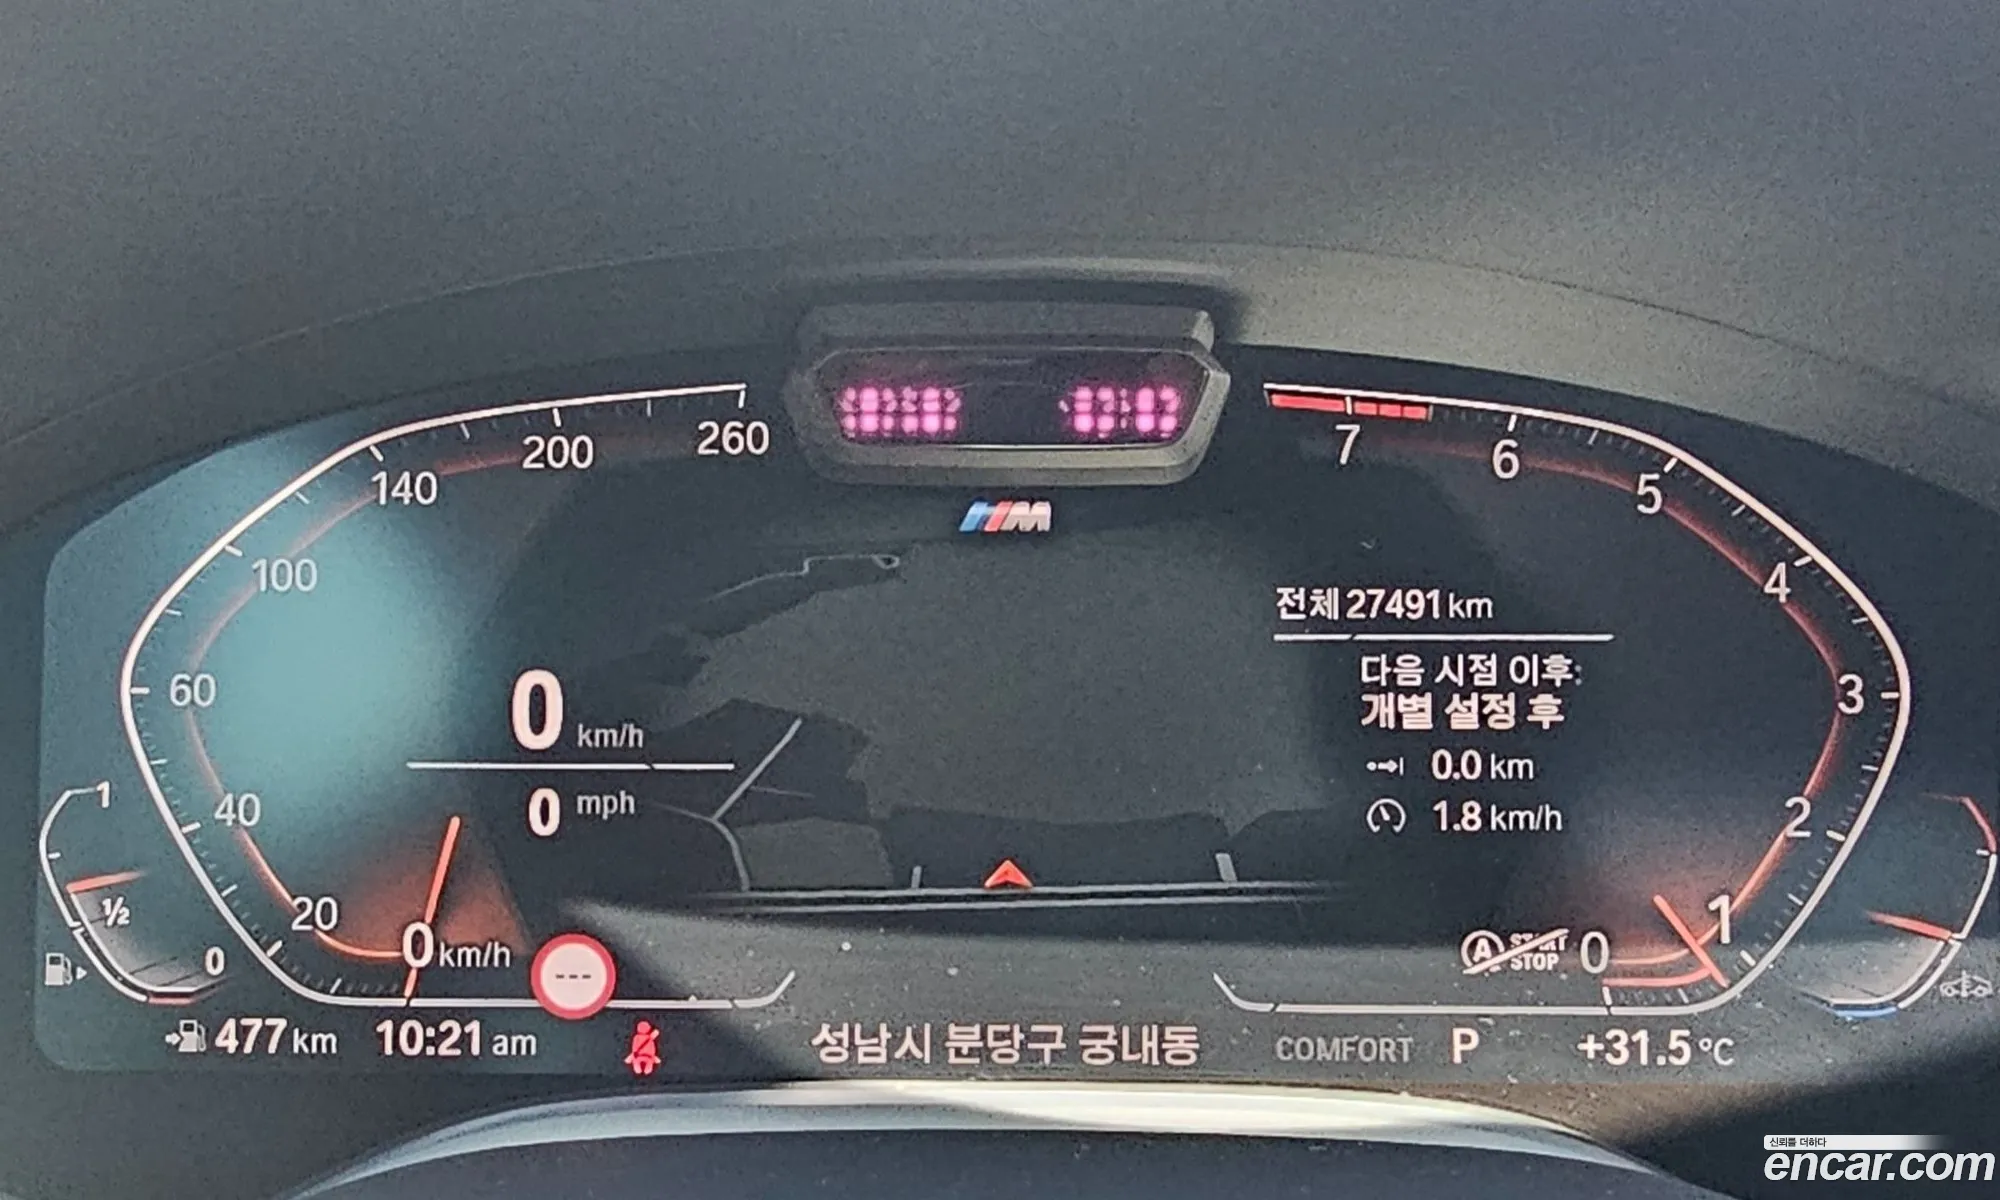 260
200
140
100
60
40
20
0 km/h
7
6
5
4
3
2
1
0
M
0 km/h
0 mph
전체 27491 km
다음 시점 이후:
개별 설정 후
0.0 km
1.8 km/h
1
1/2
0
---
A START STOP
477 km
10:21 am
성남시 분당구 궁내동
COMFORT
P
+31.5 °C
신뢰를 더하다
encar.com